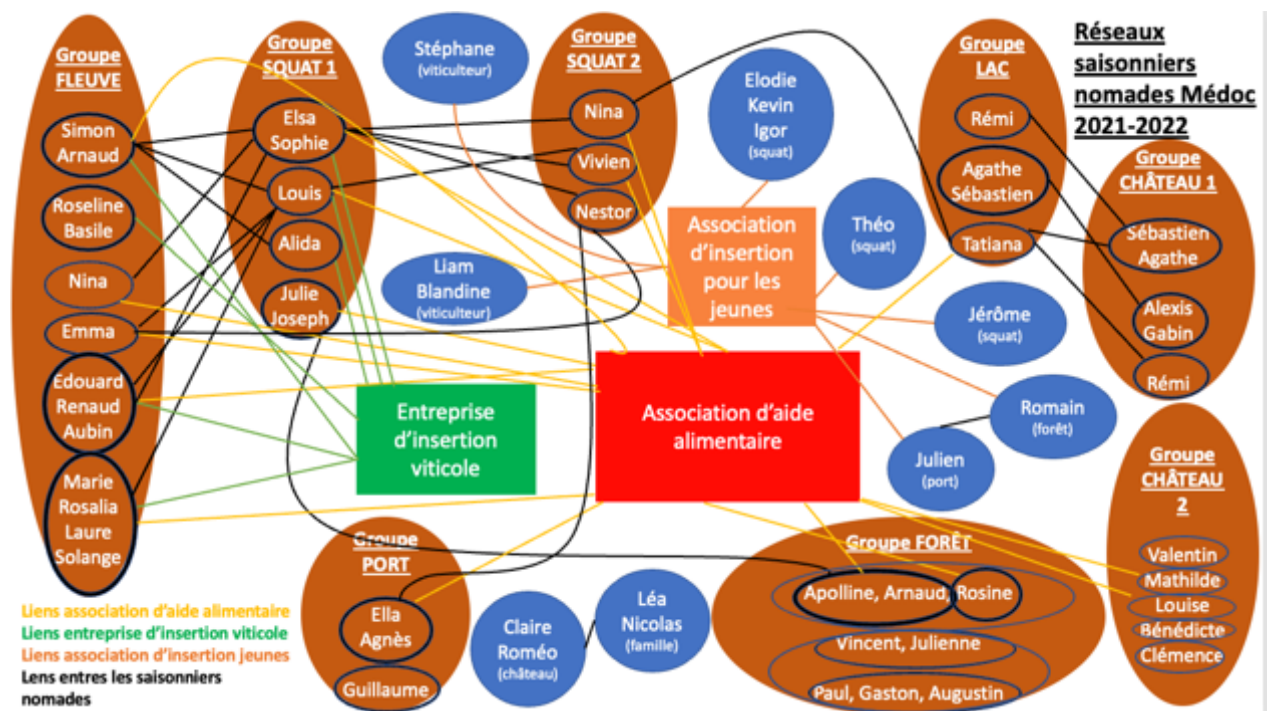 Réseaux
saisonniers
nomades Médoc
2021-2022
Groupe
FLEUVE
Simon
Arnaud
Roseline
Basile
Nina
Emma
Edouard
Renaud
Aubin
Marie
Rosalia
Laure
Solange
Groupe
SQUAT 1
Elsa
Sophie
Louis
Alida
Julie
Joseph
Stéphane
(viticulteur)
Liam
Blandine
(viticulteur)
Groupe
SQUAT 2
Nina
Vivien
Nestor
Elodie
Kevin
Igor
(squat)
Association
d'insertion
pour les
jeunes
Théo
(squat)
Jérôme
(squat)
Romain
(forêt)
Julien
(port)
Groupe
LAC
Rémi
Agathe
Sébastien
Tatiana
Groupe
CHÂTEAU 1
Sébastien
Agathe
Alexis
Gabin
Rémi
Entreprise
d'insertion
viticole
Association d'aide
alimentaire
Groupe
CHÂTEAU
2
Valentin
Mathilde
Louise
Bénédicte
Clémence
Groupe
PORT
Ella
Agnès
Guillaume
Claire
Roméo
(château)
Léa
Nicolas
(famille)
Groupe FORÊT
Apolline, Arnaud, Rosine
Vincent, Julienne
Paul, Gaston, Augustin
Liens association d'aide alimentaire
Liens entreprise d'insertion viticole
Liens association d'insertion jeunes
Lens entres les saisonniers
nomades